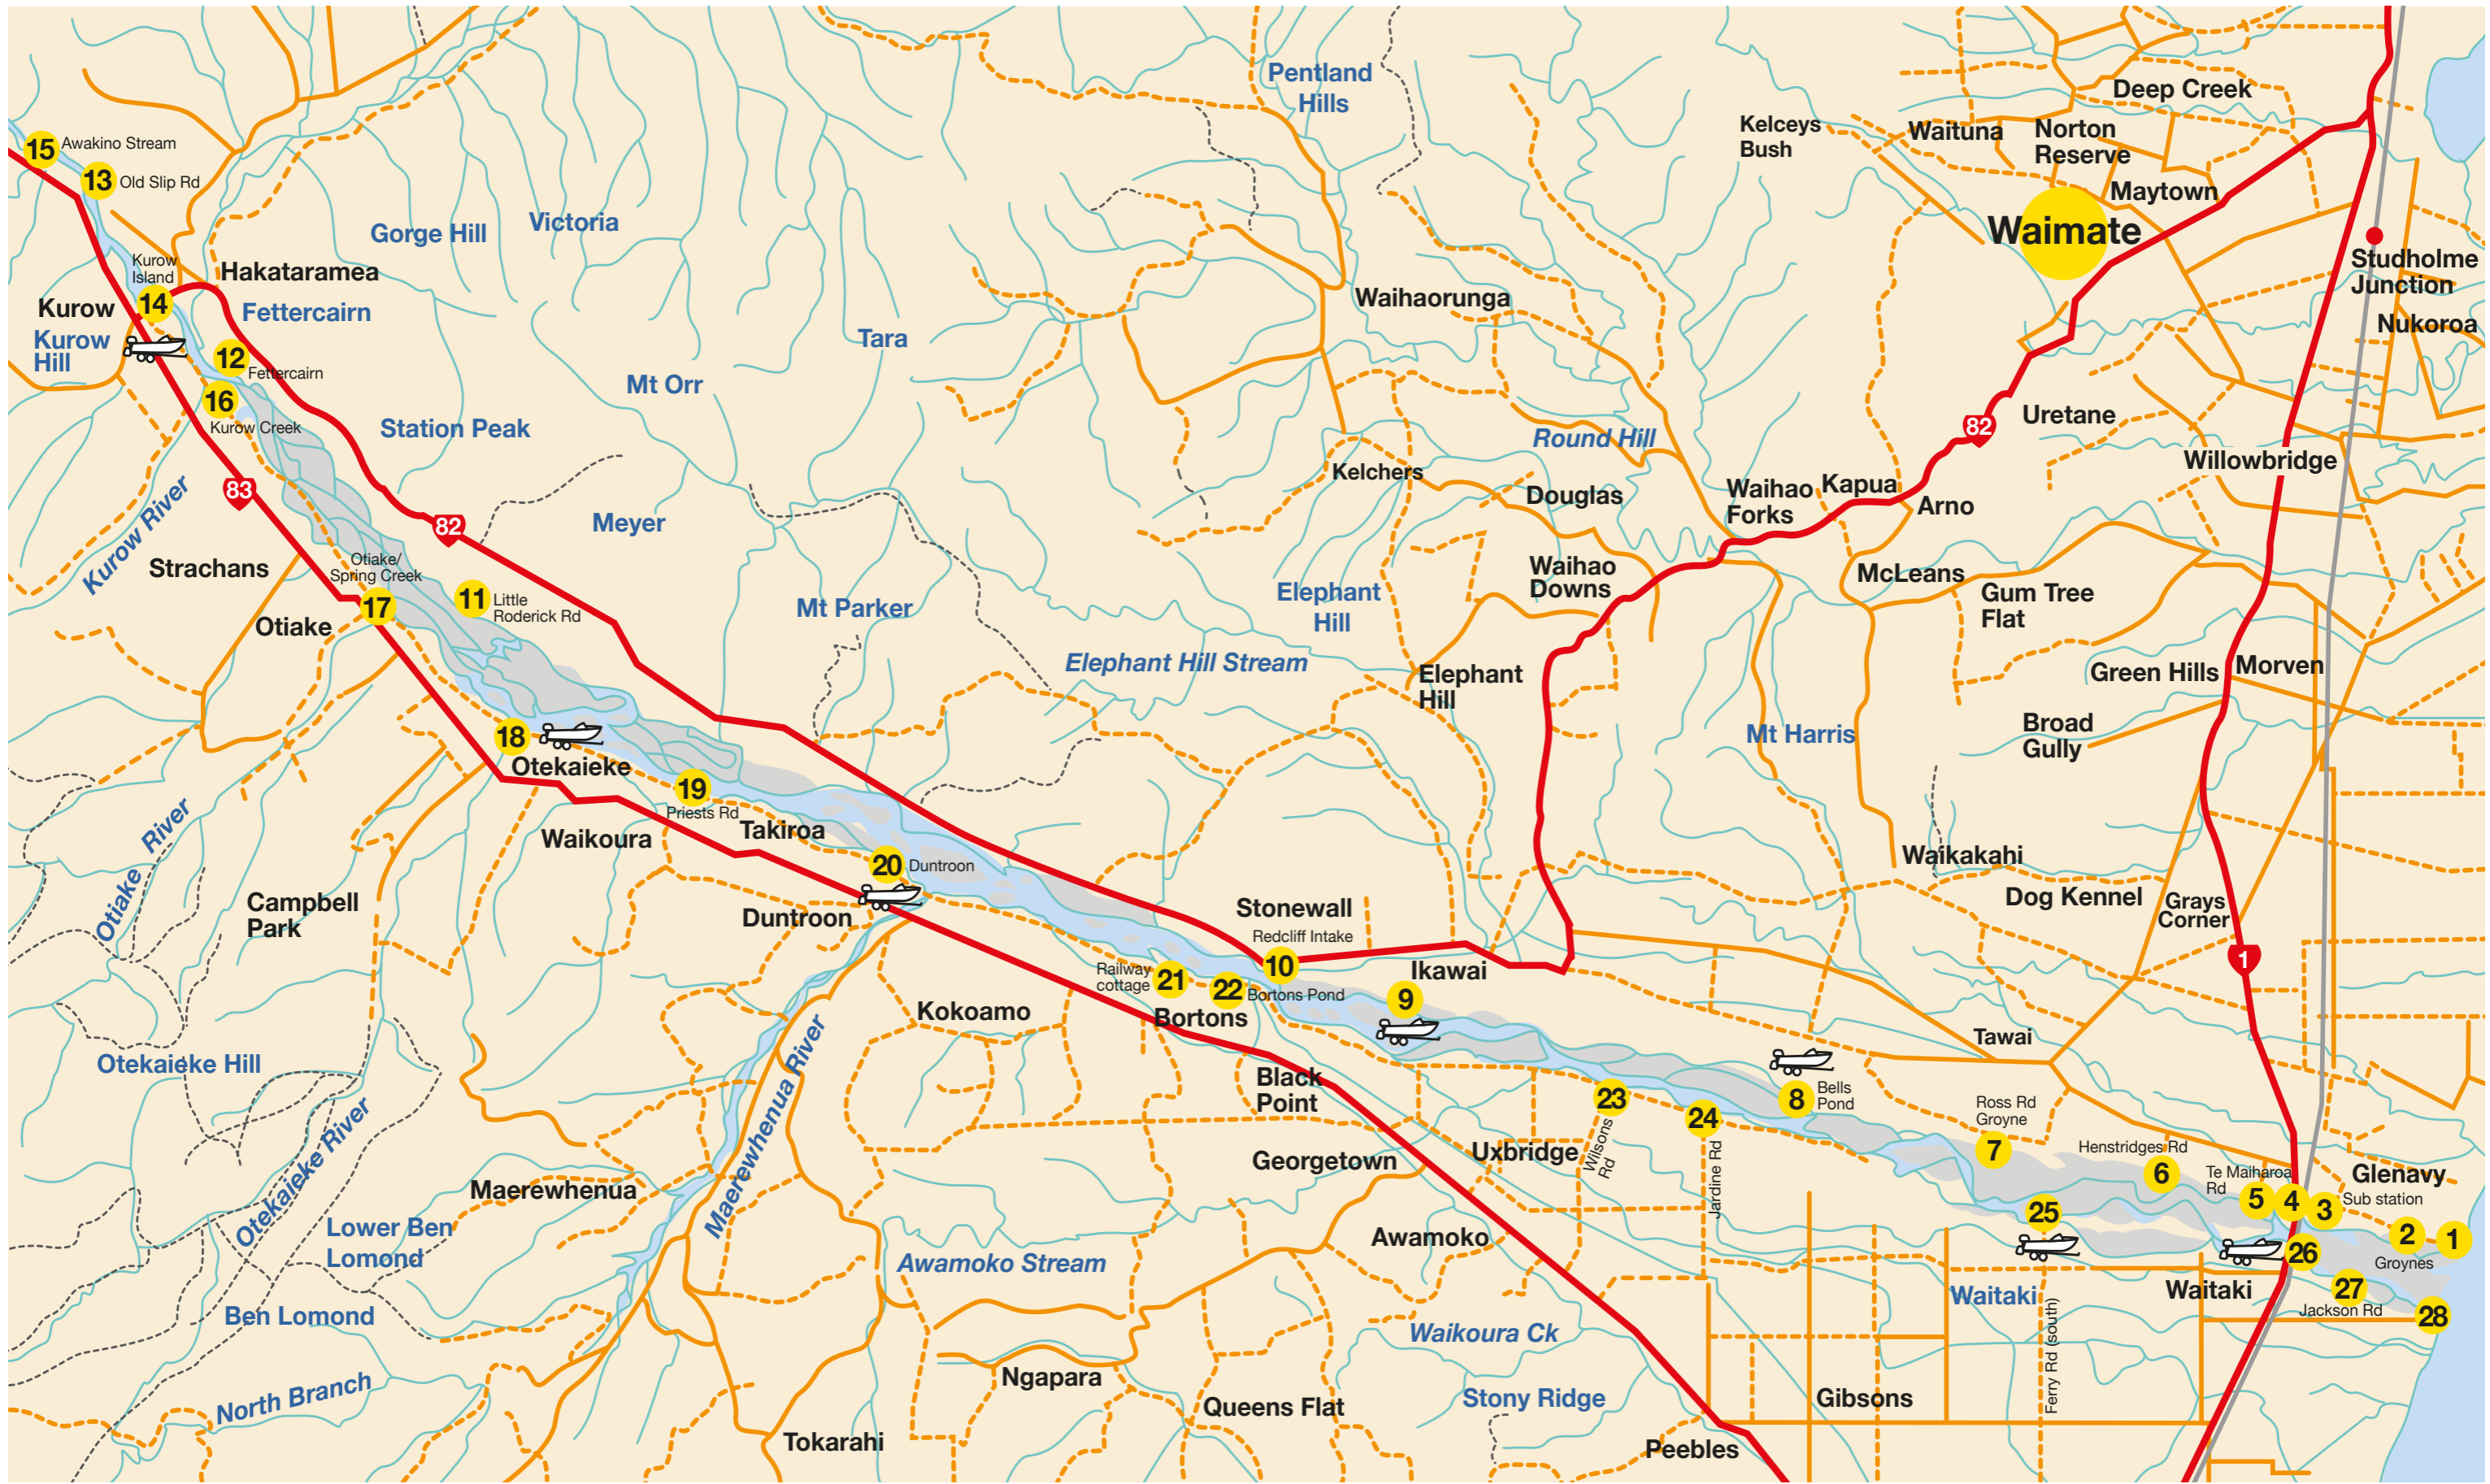 Pentland
Hills
Deep Creek
Kelceys
Bush
Waituna
Norton
Reserve
Maytown
15
Awakino Stream
13
Old Slip Rd
Waimate
Gorge Hill
Victoria
Kurow
Island
Hakataramea
Studholme
Junction
14
Kurow
Fettercairn
Waihaorunga
Nukoroa
Kurow
Hill
Tara
12
Fettercairn
Mt Orr
16
Kurow Creek
Station Peak
Round Hill
82
Uretane
Willowbridge
Kelchers
Douglas
Waihao
Forks
Kapua
Arno
83
82
Meyer
Kurow River
Strachans
Otiake/
Spring Creek
17
11
Little
Roderick Rd
Otiake
Mt Parker
Elephant
Hill
Waihao
Downs
McLeans
Gum Tree
Flat
Elephant Hill Stream
Elephant
Hill
Green Hills
Morven
Mt Harris
Broad
Gully
18
Otekaieke
19
Priests Rd
Takiroa
Waikoura
20
Duntroon
Otiake River
Waikakahi
Dog Kennel
Grays
Corner
Campbell
Park
Duntroon
Stonewall
Redcliff Intake
10
Ikawai
1
Railway
cottage
21
22
Bortons Pond
9
Bortons
Kokoamo
Tawai
Otekaieke Hill
Maerewhenua River
Black
Point
23
24
8
Bells
Pond
Ross Rd
Groyne
7
Otekaieke River
Georgetown
Uxbridge
Wilsons
Rd
Jardine Rd
Henstridges Rd
6
Te Maiharoa
Rd
5
4
3
Sub station
Glenavy
Maerewhenua
Lower Ben
Lomond
Awamoko
25
26
2
1
Groynes
Awamoko Stream
Waitaki
Waitaki
27
Jackson Rd
28
Ben Lomond
Waikoura Ck
Ferry Rd (south)
North Branch
Ngapara
Queens Flat
Stony Ridge
Gibsons
Tokarahi
Peebles